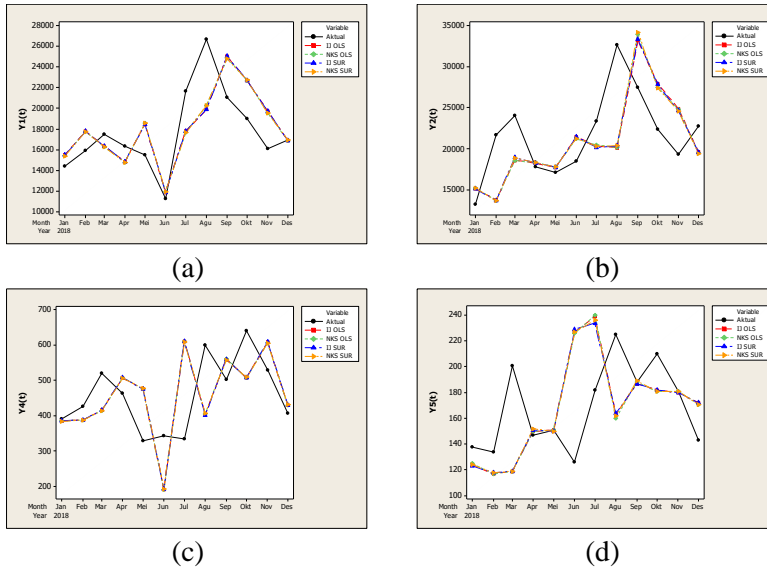 Y1(t)
28000
26000
24000
22000
20000
18000
16000
14000
12000
10000
Month Jan Feb Mar Apr Mei Jun Jul Agu Sep Okt Nov Des
Year 2018
Variable
Aktual
IJ OLS
NKS OLS
IJ SUR
NKS SUR
(a)
Y2(t)
35000
30000
25000
20000
15000
Month Jan Feb Mar Apr Mei Jun Jul Agu Sep Okt Nov Des
Year 2018
Variable
Aktual
IJ OLS
NKS OLS
IJ SUR
NKS SUR
(b)
Y4(t)
700
600
500
400
300
200
Month Jan Feb Mar Apr Mei Jun Jul Agu Sep Okt Nov Des
Year 2018
Variable
Aktual
IJ OLS
NKS OLS
IJ SUR
NKS SUR
(c)
Y5(t)
240
220
200
180
160
140
120
100
Month Jan Feb Mar Apr Mei Jun Jul Agu Sep Okt Nov Des
Year 2018
Variable
Aktual
IJ OLS
NKS OLS
IJ SUR
NKS SUR
(d)